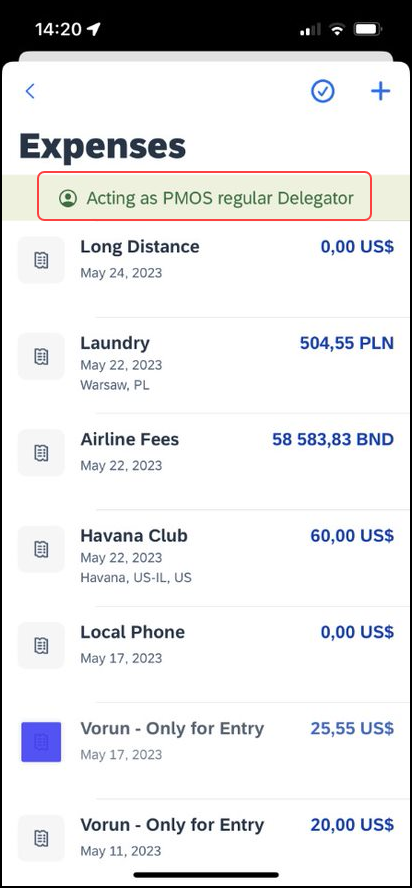 14:20
Expenses
Acting as PMOS regular Delegator
Long Distance 0,00 US$
May 24, 2023
Laundry 504,55 PLN
May 22, 2023
Warsaw, PL
Airline Fees 58 583,83 BND
May 22, 2023
Havana Club 60,00 US$
May 22, 2023
Havana, US-IL, US
Local Phone 0,00 US$
May 17, 2023
Vorun - Only for Entry 25,55 US$
May 17, 2023
Vorun - Only for Entry 20,00 US$
May 11, 2023